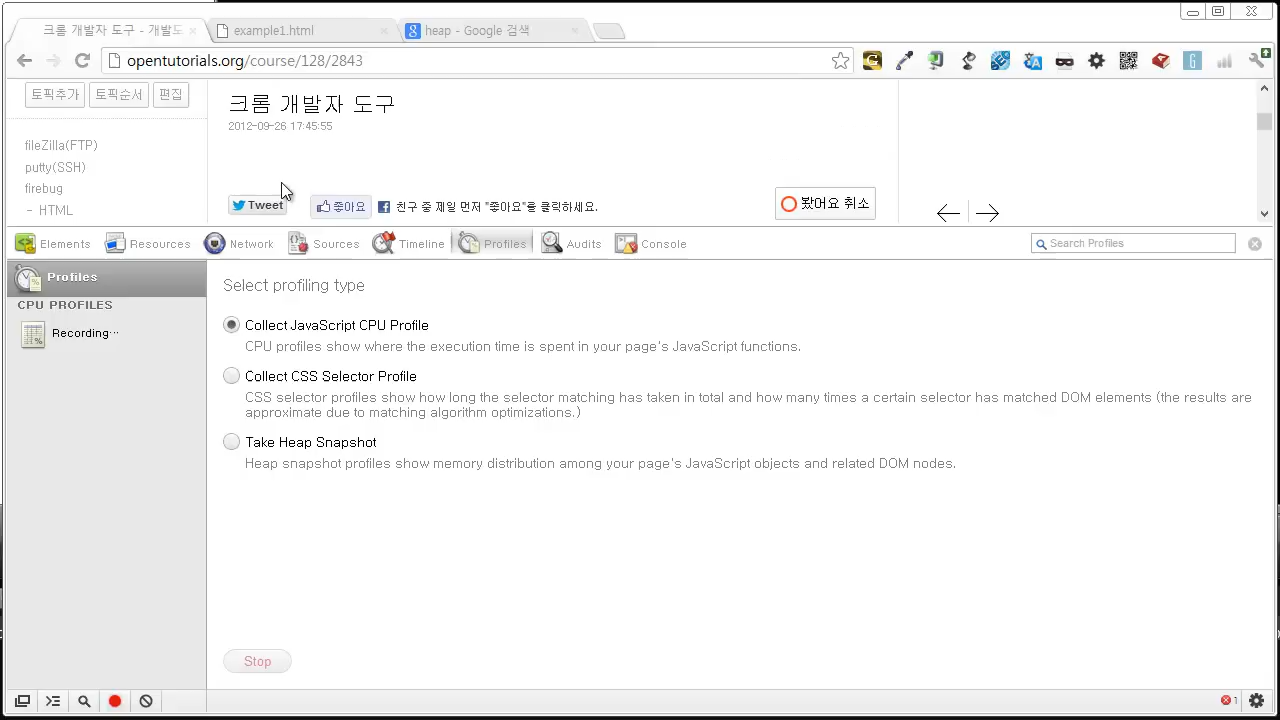 크롬 개발자 도구 - 개발도
example1.html
heap - Google 검색
opentutorials.org/course/128/2843
토픽추가
토픽순서
편집
크롬 개발자 도구
2012-09-26 17:45:55
fileZilla(FTP)
putty(SSH)
firebug
- HTML
Tweet
좋아요
친구 중 제일 먼저 "좋아요"를 클릭하세요.
봤어요 취소
Elements
Resources
Network
Sources
Timeline
Profiles
Audits
Console
Search Profiles
Profiles
CPU PROFILES
Recording…
Select profiling type
Collect JavaScript CPU Profile
CPU profiles show where the execution time is spent in your page's JavaScript functions.
Collect CSS Selector Profile
CSS selector profiles show how long the selector matching has taken in total and how many times a certain selector has matched DOM elements (the results are
approximate due to matching algorithm optimizations.)
Take Heap Snapshot
Heap snapshot profiles show memory distribution among your page's JavaScript objects and related DOM nodes.
Stop
1